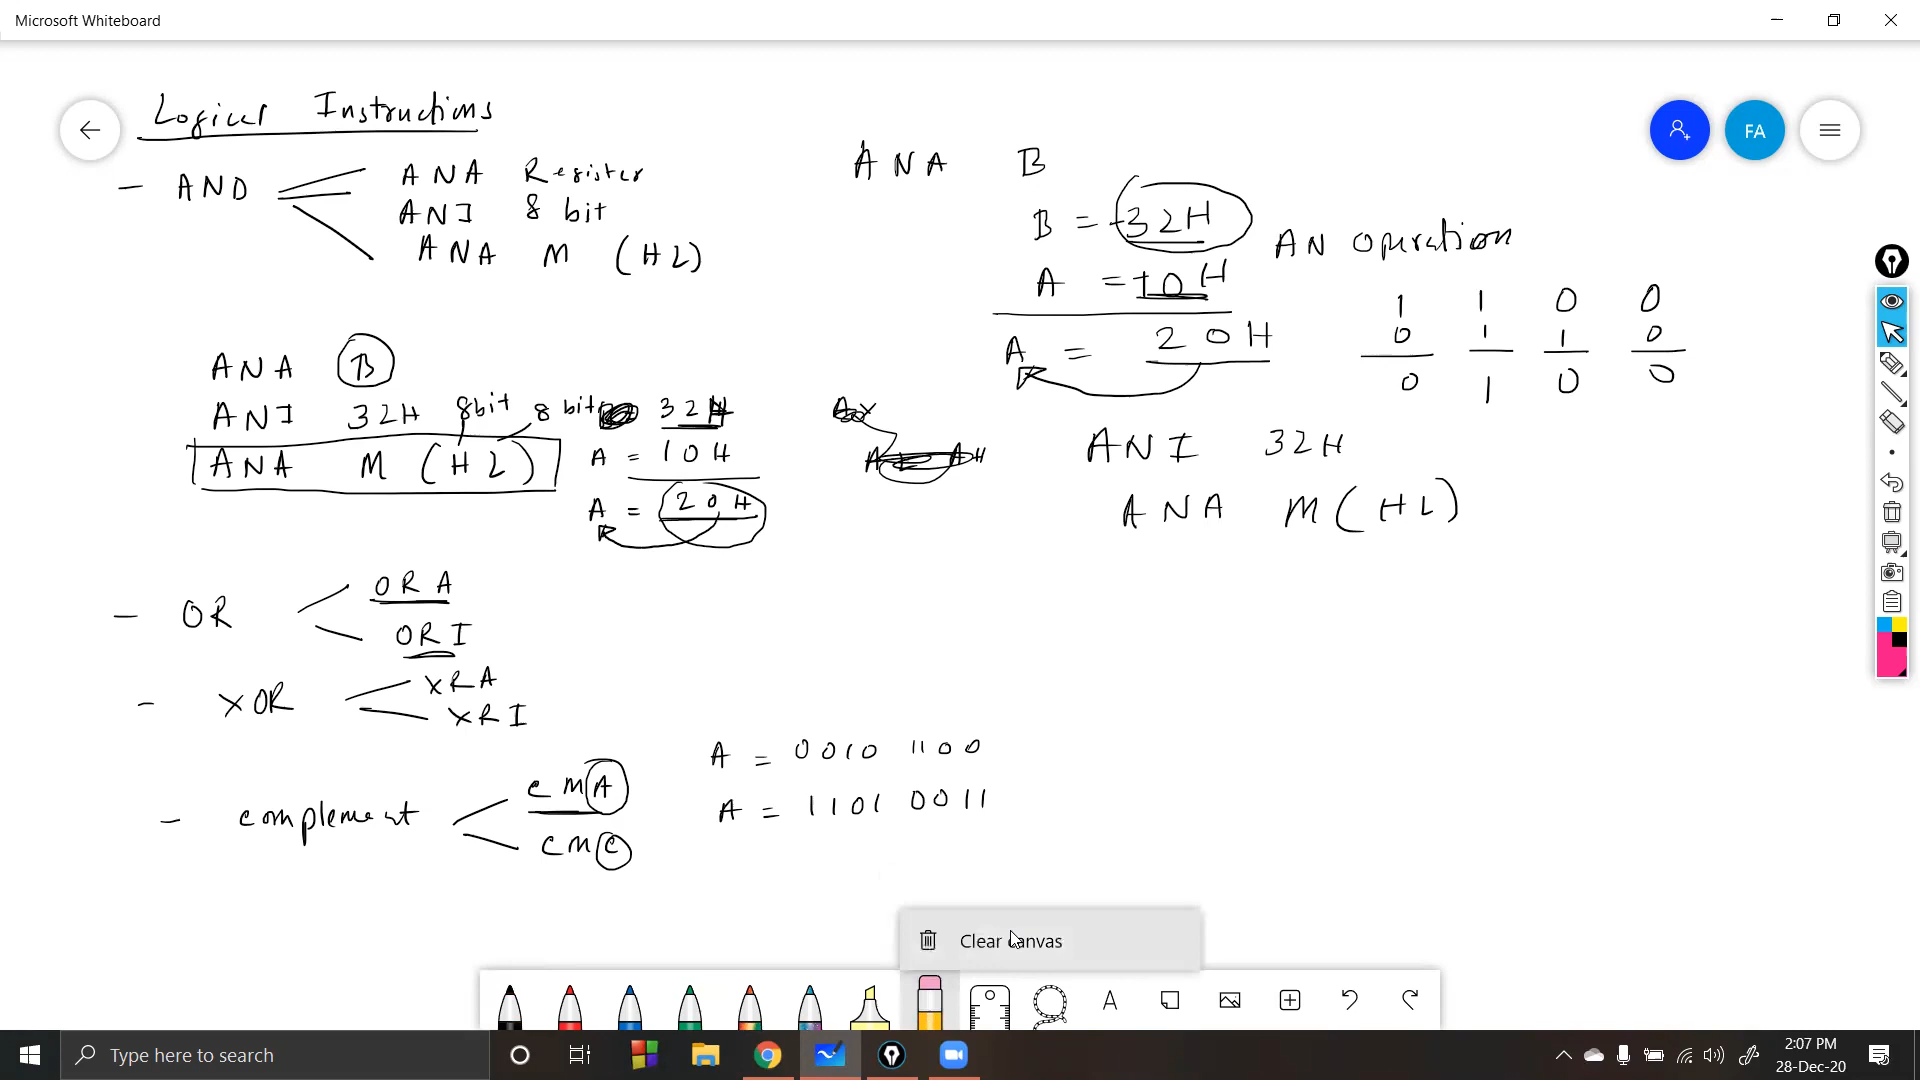 Microsoft Whiteboard
Logical Instructions
- AND
ANA Register
ANI 8 bit
ANA M (HL)
ANA B
ANI 32H 8bit 8 bit
ANA M (HL)
32H
A = 10H
A = 20H
ANA B
B = 32H
A = 10H
A = 20H
AN operation
1 1 0 0
0 1 1 0
0 1 0 0
ANI 32H
ANA M(HL)
- OR
ORA
ORI
- XOR
XRA
XRI
- complement
CMA
CMC
A = 0010 1100
A = 1101 0011
FA
Clear canvas
Type here to search
2:07 PM
28-Dec-20